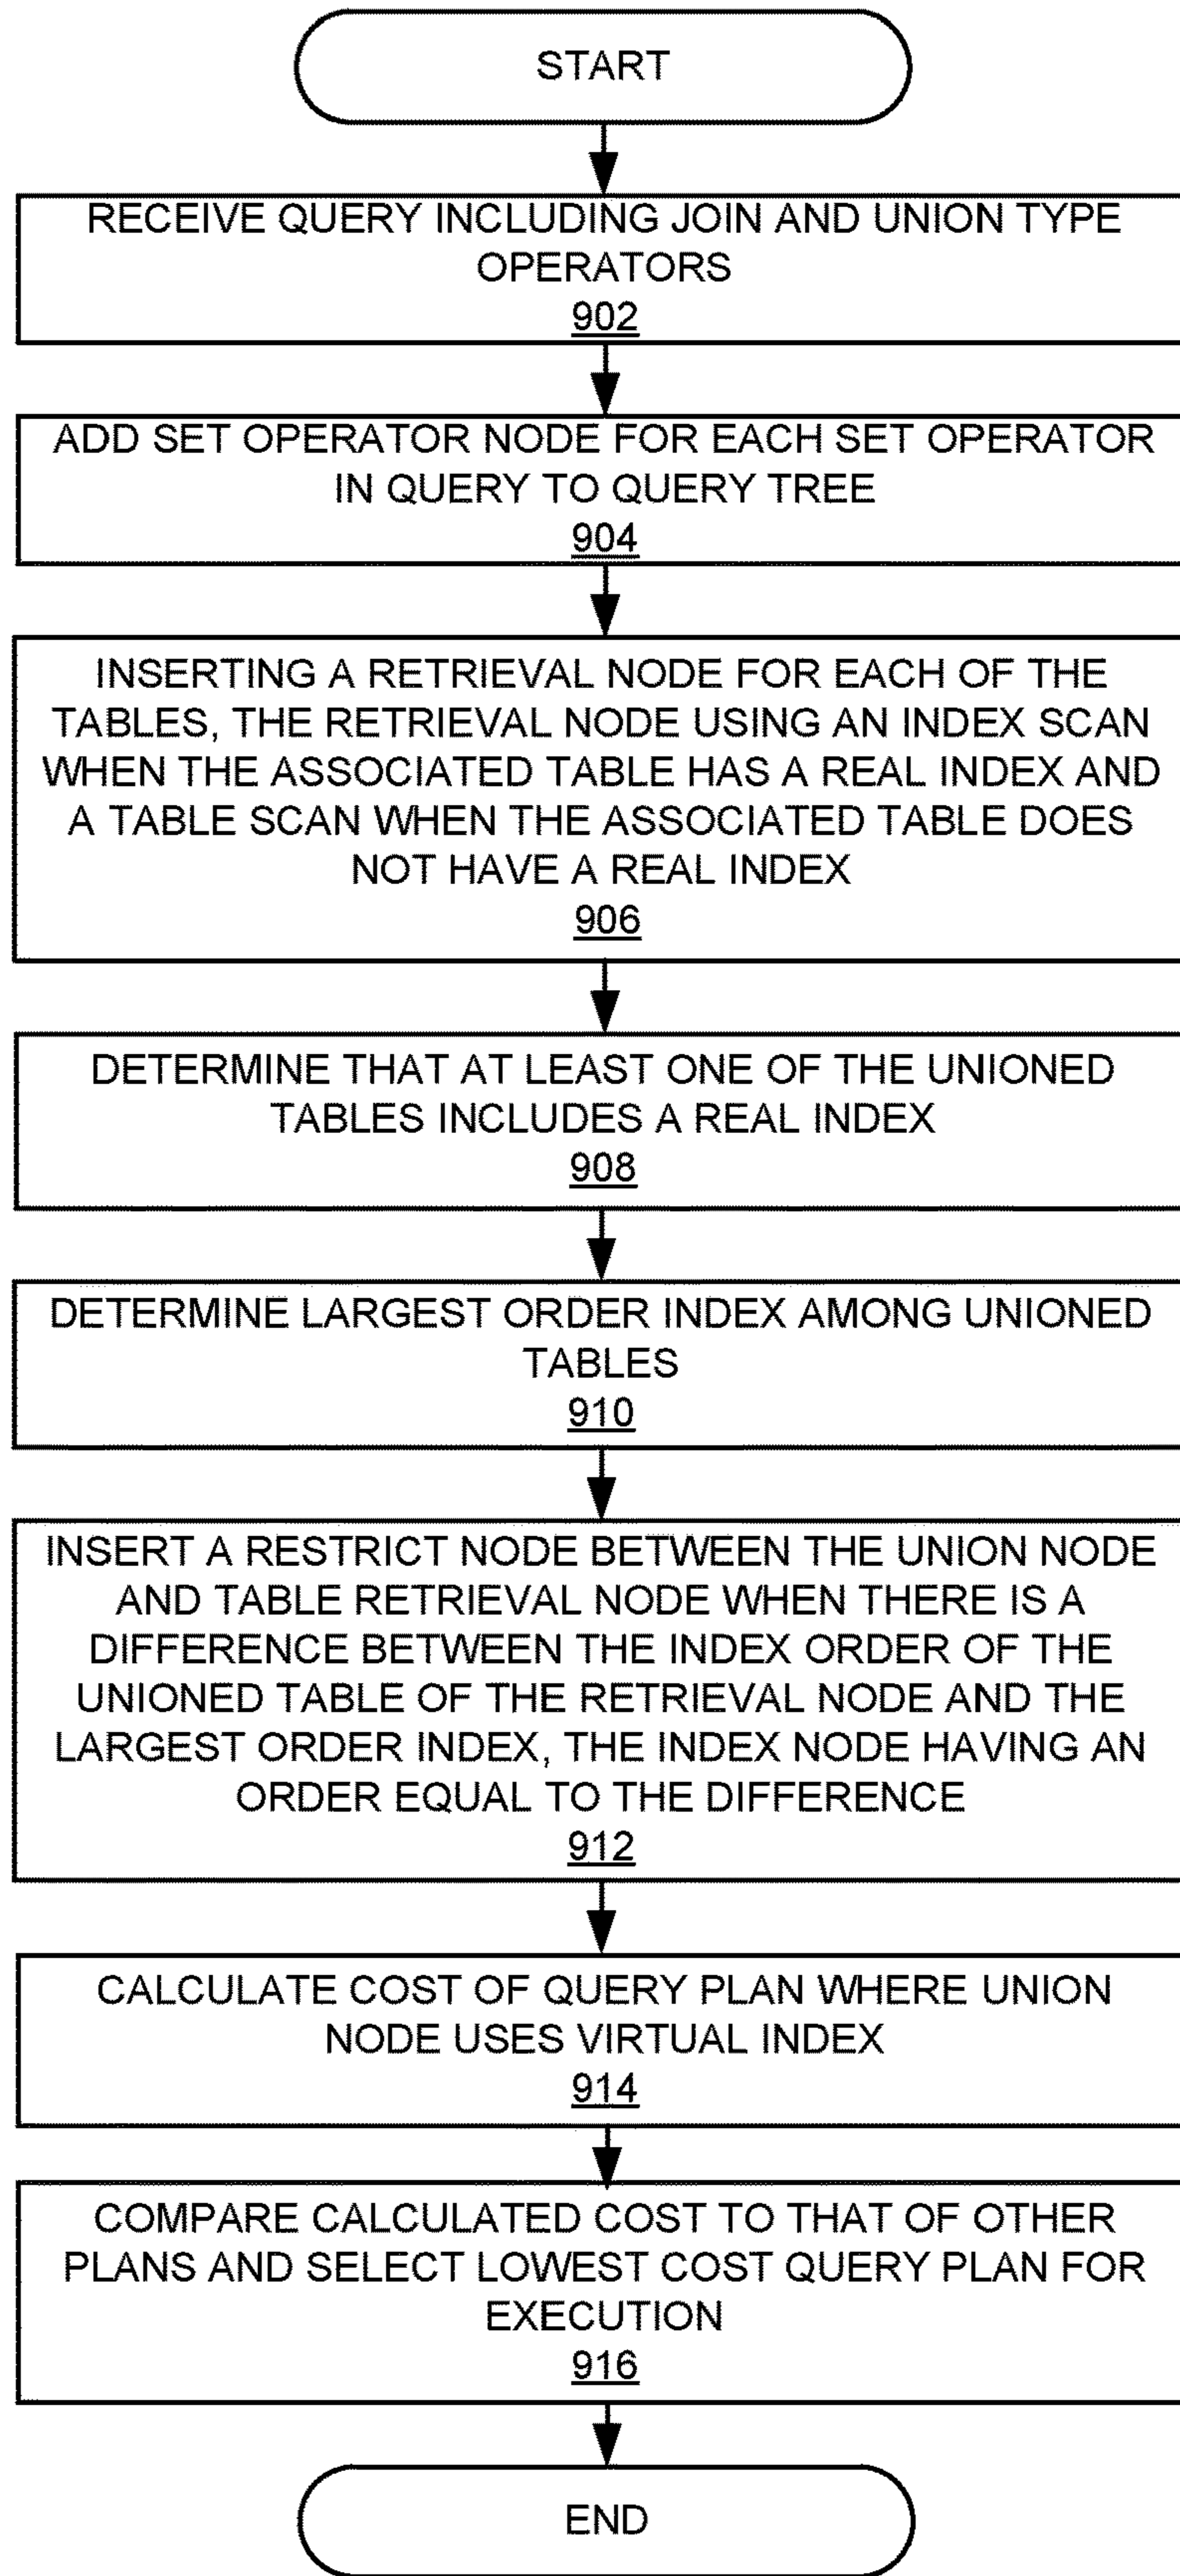 START
RECEIVE QUERY INCLUDING JOIN AND UNION TYPE
OPERATORS
902
ADD SET OPERATOR NODE FOR EACH SET OPERATOR
IN QUERY TO QUERY TREE
904
INSERTING A RETRIEVAL NODE FOR EACH OF THE
TABLES, THE RETRIEVAL NODE USING AN INDEX SCAN
WHEN THE ASSOCIATED TABLE HAS A REAL INDEX AND
A TABLE SCAN WHEN THE ASSOCIATED TABLE DOES
NOT HAVE A REAL INDEX
906
DETERMINE THAT AT LEAST ONE OF THE UNIONED
TABLES INCLUDES A REAL INDEX
908
DETERMINE LARGEST ORDER INDEX AMONG UNIONED
TABLES
910
INSERT A RESTRICT NODE BETWEEN THE UNION NODE
AND TABLE RETRIEVAL NODE WHEN THERE IS A
DIFFERENCE BETWEEN THE INDEX ORDER OF THE
UNIONED TABLE OF THE RETRIEVAL NODE AND THE
LARGEST ORDER INDEX, THE INDEX NODE HAVING AN
ORDER EQUAL TO THE DIFFERENCE
912
CALCULATE COST OF QUERY PLAN WHERE UNION
NODE USES VIRTUAL INDEX
914
COMPARE CALCULATED COST TO THAT OF OTHER
PLANS AND SELECT LOWEST COST QUERY PLAN FOR
EXECUTION
916
END